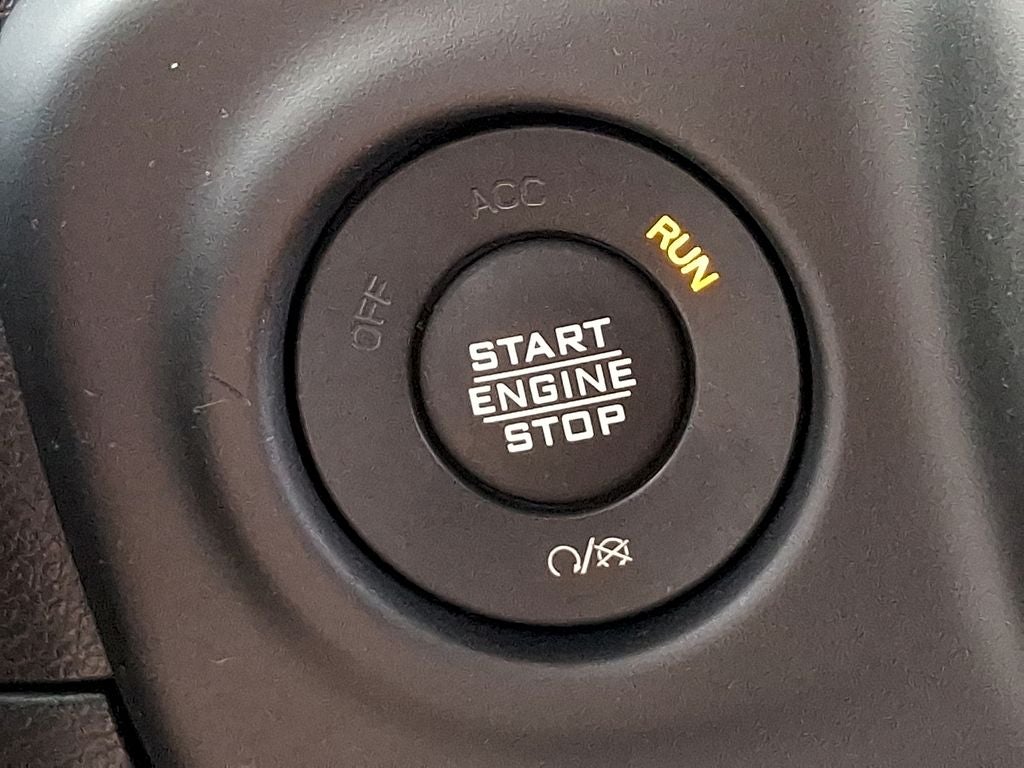 ACC
RUN
OFF
START
ENGINE
STOP